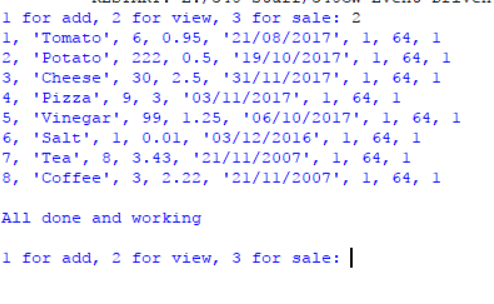 1 for add, 2 for view, 3 for sale: 2
1, 'Tomato', 6, 0.95, '21/08/2017', 1, 64, 1
2, 'Potato', 222, 0.5, '19/10/2017', 1, 64, 1
3, 'Cheese', 30, 2.5, '31/11/2017', 1, 64, 1
4, 'Pizza', 9, 3, '03/11/2017', 1, 64, 1
5, 'Vinegar', 99, 1.25, '06/10/2017', 1, 64, 1
6, 'Salt', 1, 0.01, '03/12/2016', 1, 64, 1
7, 'Tea', 8, 3.43, '21/11/2007', 1, 64, 1
8, 'Coffee', 3, 2.22, '21/11/2007', 1, 64, 1
All done and working
1 for add, 2 for view, 3 for sale: